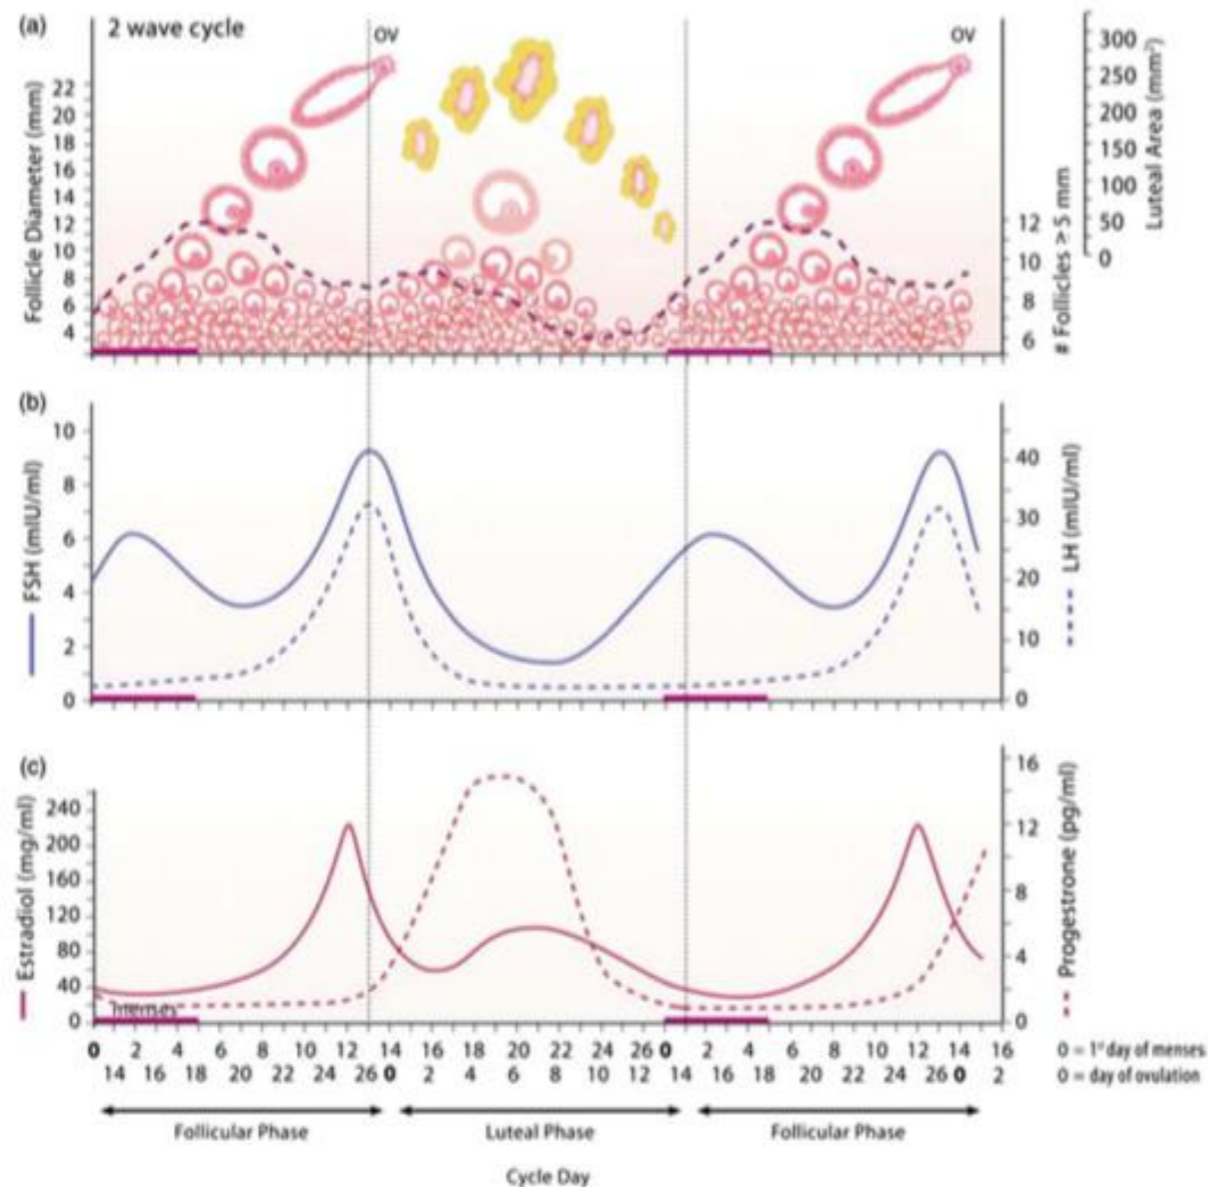 (a)
2 wave cycle
OV
OV
Follicle Diameter (mm)
22
20
18
16
14
12
10
8
6
4
12
10
8
6
# Follicles ≥ 5 mm
300
250
200
150
100
50
0
Luteal Area (mm²)
(b)
FSH (mIU/ml)
10
8
6
4
2
0
40
30
20
10
0
LH (mIU/ml)
(c)
Estradiol (mg/ml)
240
200
160
120
80
40
0
menses
16
12
8
4
0
Progestrone (pg/ml)
0 2 4 6 8 10 12 14 16 18 20 22 24 26 0 2 4 6 8 10 12 14 16
14 16 18 20 22 24 26 0 2 4 6 8 10 12 14 16 18 20 22 24 26 0 2
0 = 1st day of menses
0 = day of ovulation
Follicular Phase
Luteal Phase
Follicular Phase
Cycle Day